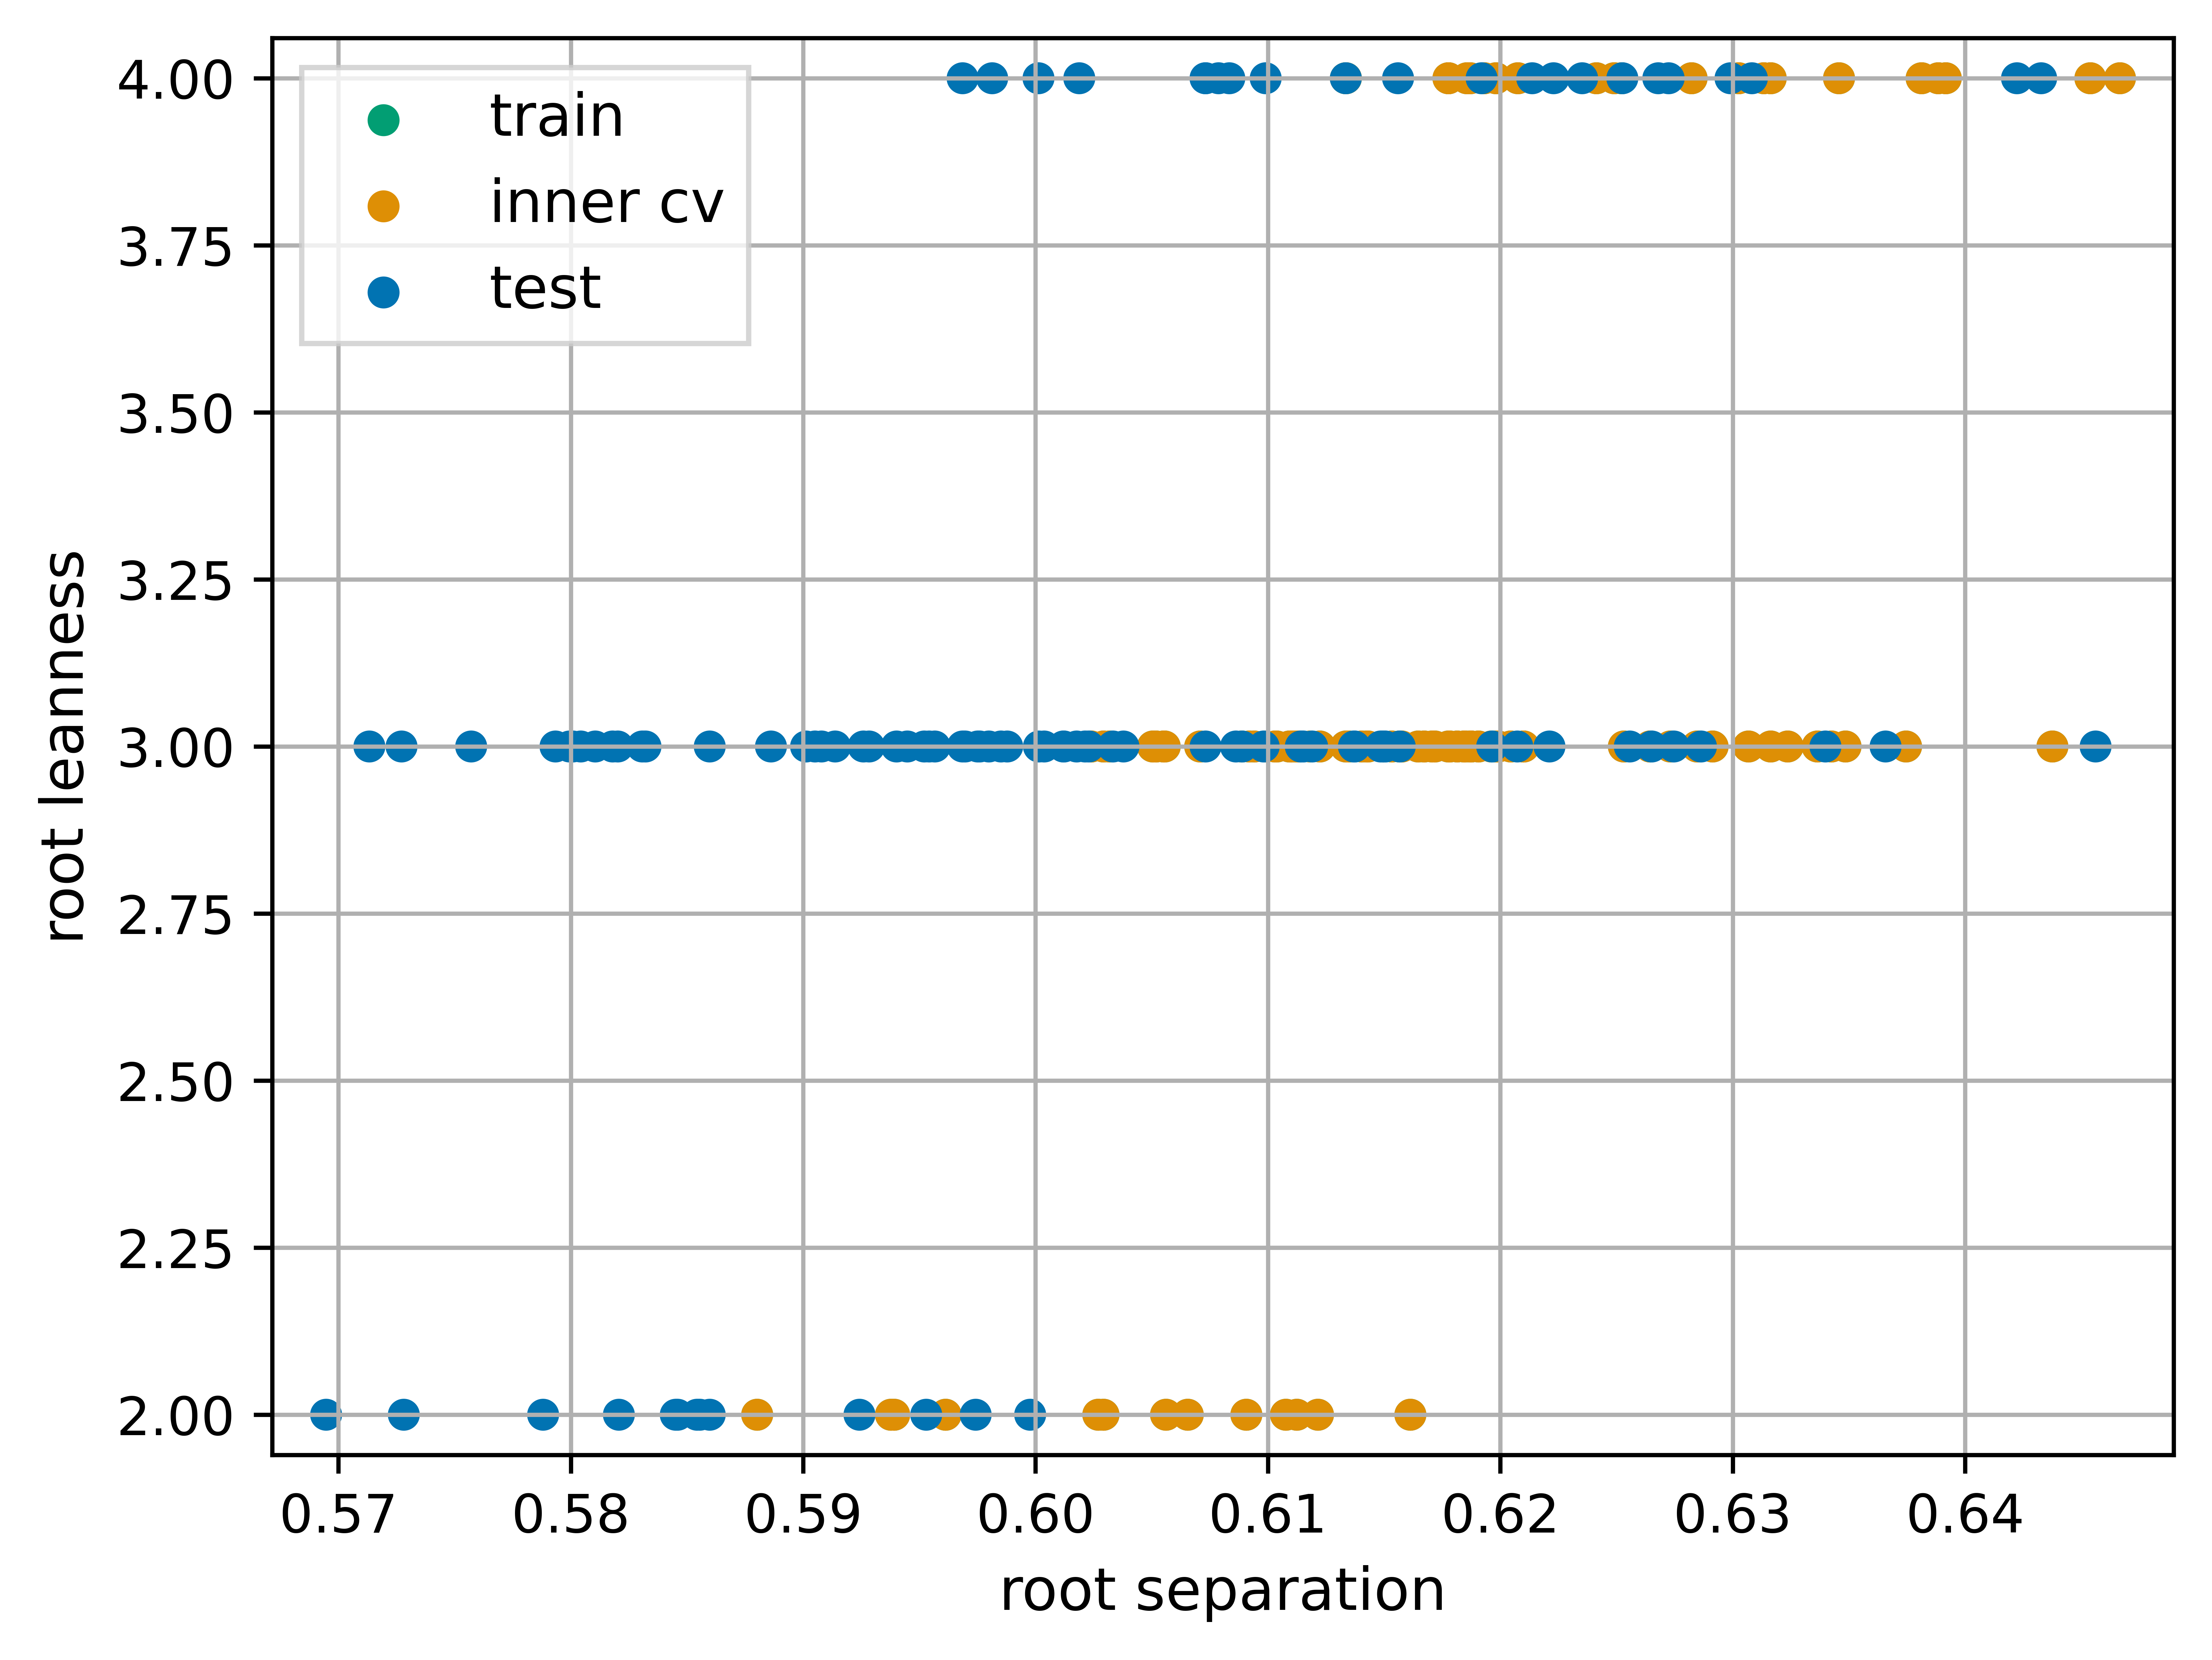 4.00
3.75
3.50
3.25
3.00
2.75
2.50
2.25
2.00
root leanness
train
inner cv
test
0.57 0.58 0.59 0.60 0.61 0.62 0.63 0.64
root separation